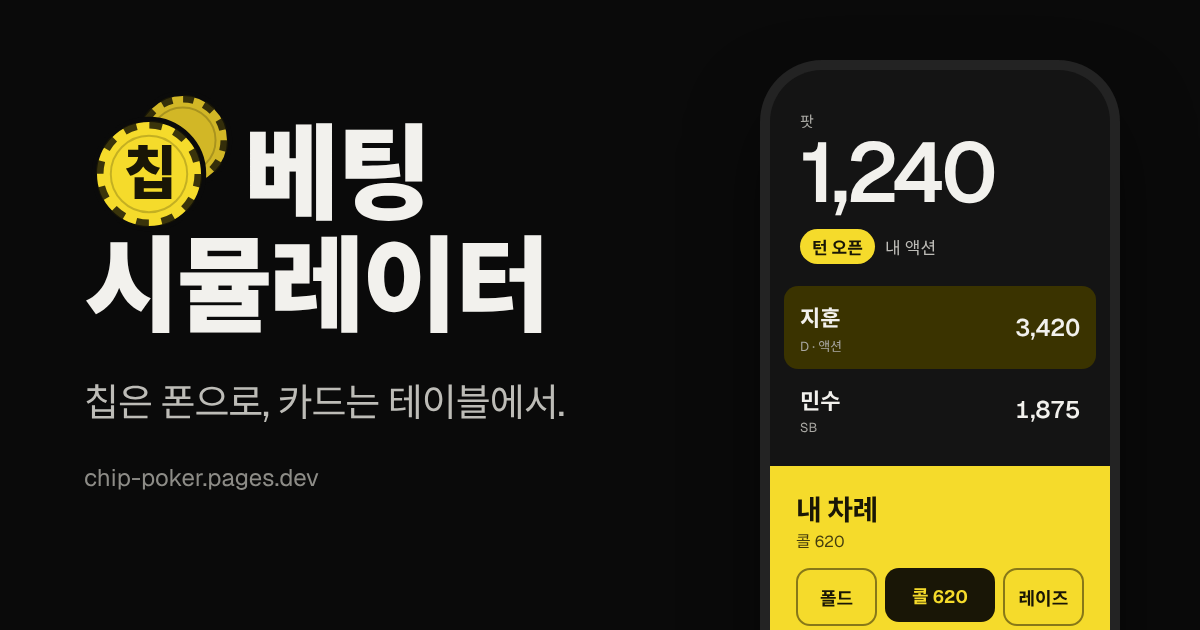 칩 베팅
시뮬레이터
칩은 폰으로, 카드는 테이블에서.
chip-poker.pages.dev
팟
1,240
턴 오픈 내 액션
지훈
D · 액션
3,420
민수
SB
1,875
내 차례
콜 620
폴드 콜 620 레이즈